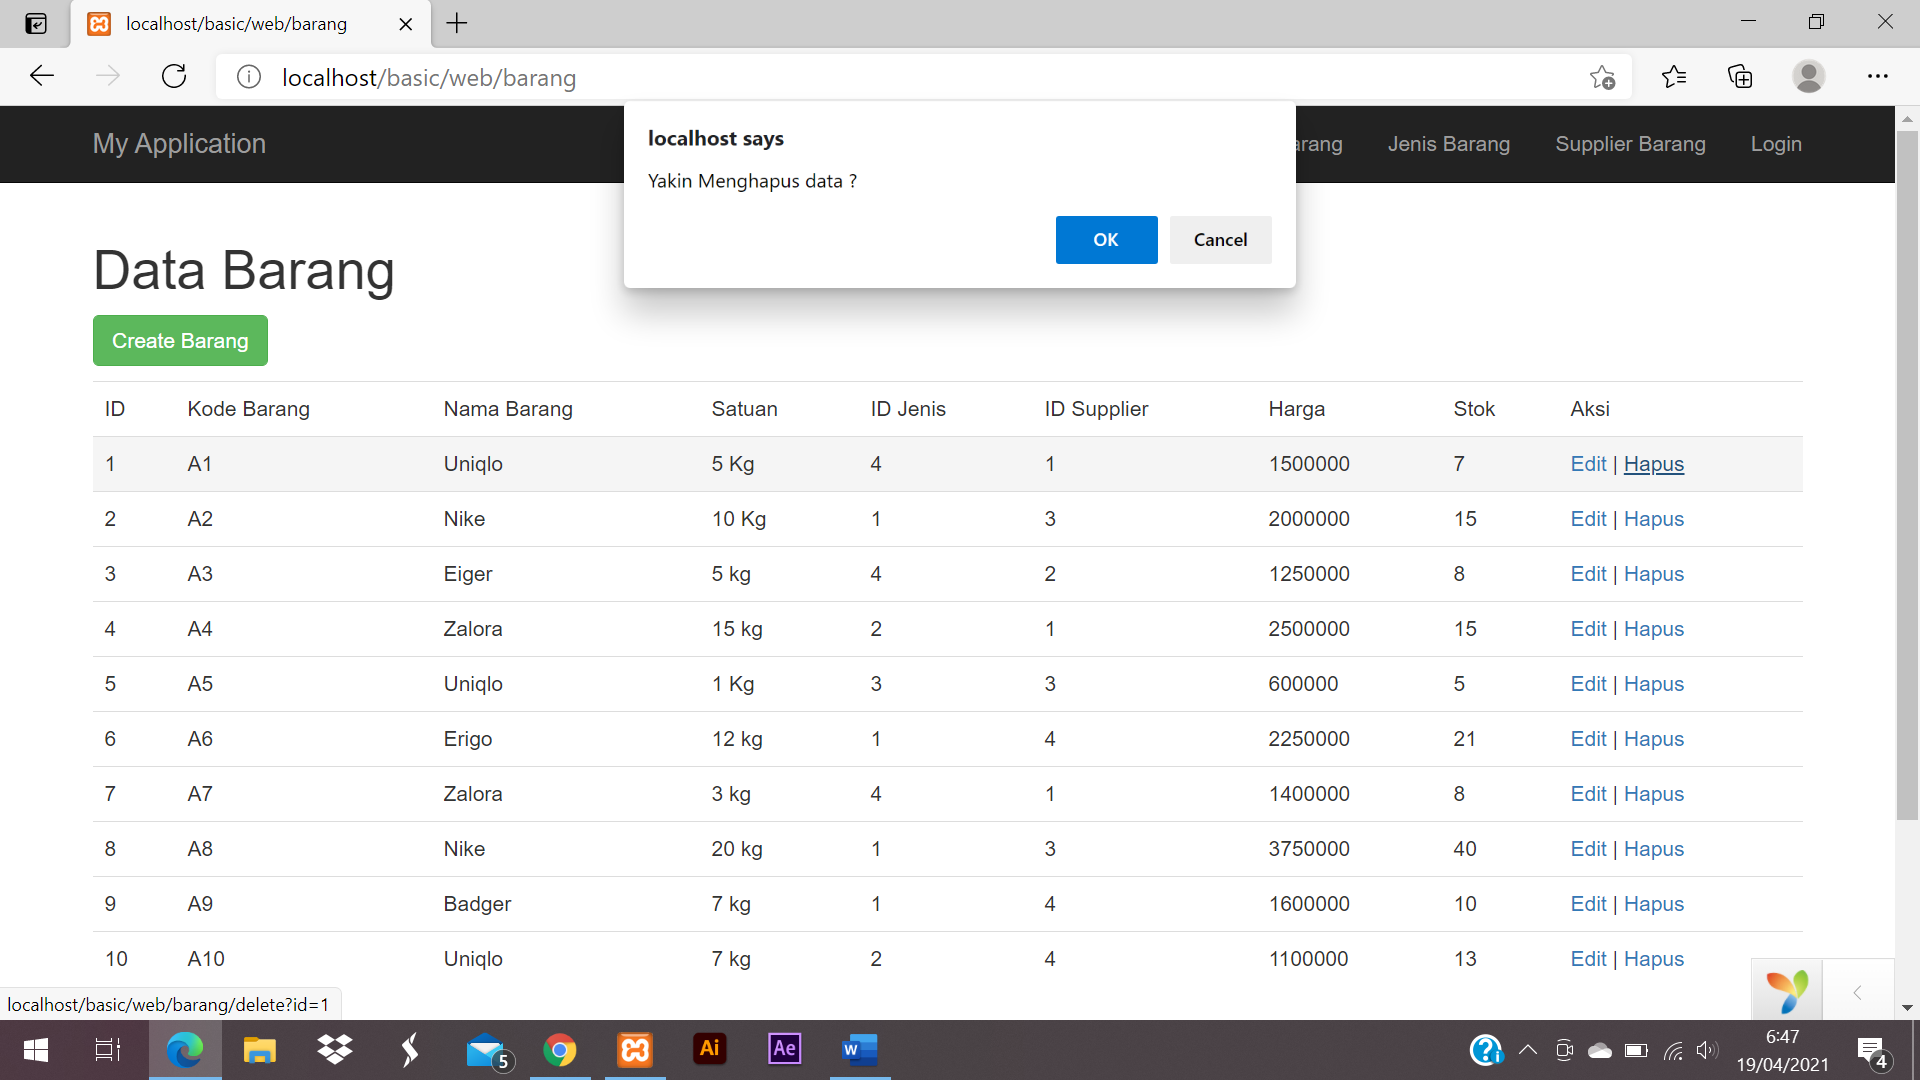 localhost/basic/web/barang
localhost/basic/web/barang
My Application
arang Jenis Barang Supplier Barang Login
localhost says
Yakin Menghapus data ?
OK Cancel
Data Barang
Create Barang
ID Kode Barang Nama Barang Satuan ID Jenis ID Supplier Harga Stok Aksi
1 A1 Uniqlo 5 Kg 4 1 1500000 7 Edit | Hapus
2 A2 Nike 10 Kg 1 3 2000000 15 Edit | Hapus
3 A3 Eiger 5 kg 4 2 1250000 8 Edit | Hapus
4 A4 Zalora 15 kg 2 1 2500000 15 Edit | Hapus
5 A5 Uniqlo 1 Kg 3 3 600000 5 Edit | Hapus
6 A6 Erigo 12 kg 1 4 2250000 21 Edit | Hapus
7 A7 Zalora 3 kg 4 1 1400000 8 Edit | Hapus
8 A8 Nike 20 kg 1 3 3750000 40 Edit | Hapus
9 A9 Badger 7 kg 1 4 1600000 10 Edit | Hapus
10 A10 Uniqlo 7 kg 2 4 1100000 13 Edit | Hapus
localhost/basic/web/barang/delete?id=1
5 Ai Ae W
6:47
19/04/2021
4